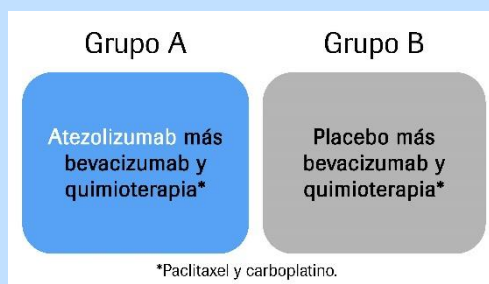 Grupo A
Grupo B
Atezolizumab más
bevacizumab y
quimioterapia*
Placebo más
bevacizumab y
quimioterapia*
*Paclitaxel y carboplatino.